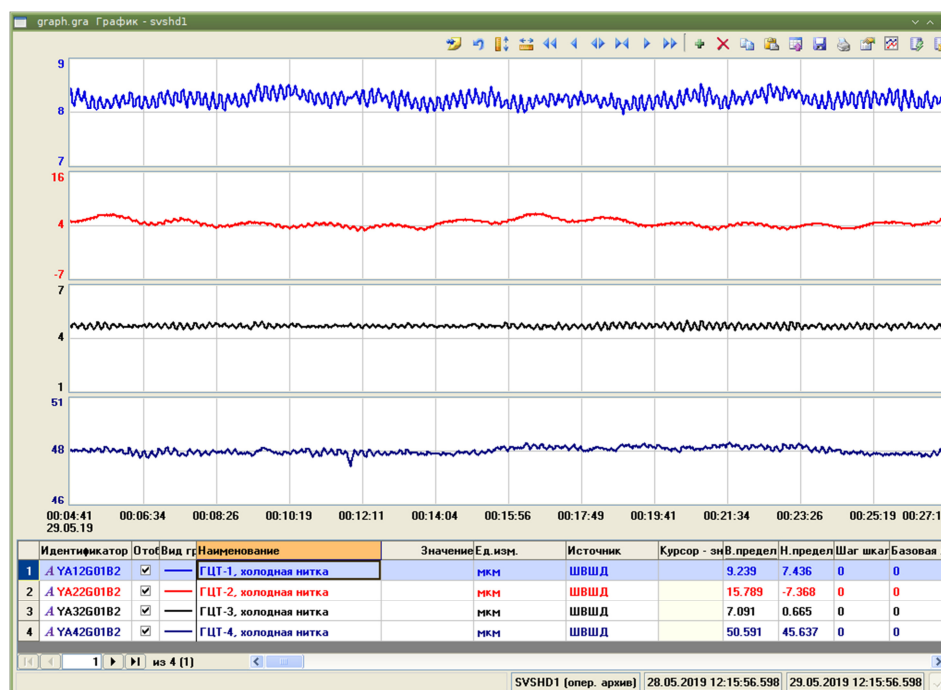 graph.gra График - svshd1
9
8
7
16
4
-7
7
4
1
51
48
46
00:04:41 00:06:34 00:08:26 00:10:19 00:12:11 00:14:04 00:15:56 00:17:49 00:19:41 00:21:34 00:23:26 00:25:19 00:27:1
29.05.19
Идентификатор Отоб Вид гр Наименование Значение Ед.изм. Источник Курсор - зн В.предел Н.предел Шаг шкал Базовая
1 A YA12G01B2 ГЦТ-1, холодная нитка мкм ШВШД 9.239 7.436 0 0
2 A YA22G01B2 ГЦТ-2, холодная нитка мкм ШВШД 15.789 -7.368 0 0
3 A YA32G01B2 ГЦТ-3, холодная нитка мкм ШВШД 7.091 0.665 0 0
4 A YA42G01B2 ГЦТ-4, холодная нитка мкм ШВШД 50.591 45.637 0 0
1 из 4 (1)
SVSHD1 (опер. архив) 28.05.2019 12:15:56.598 29.05.2019 12:15:56.598